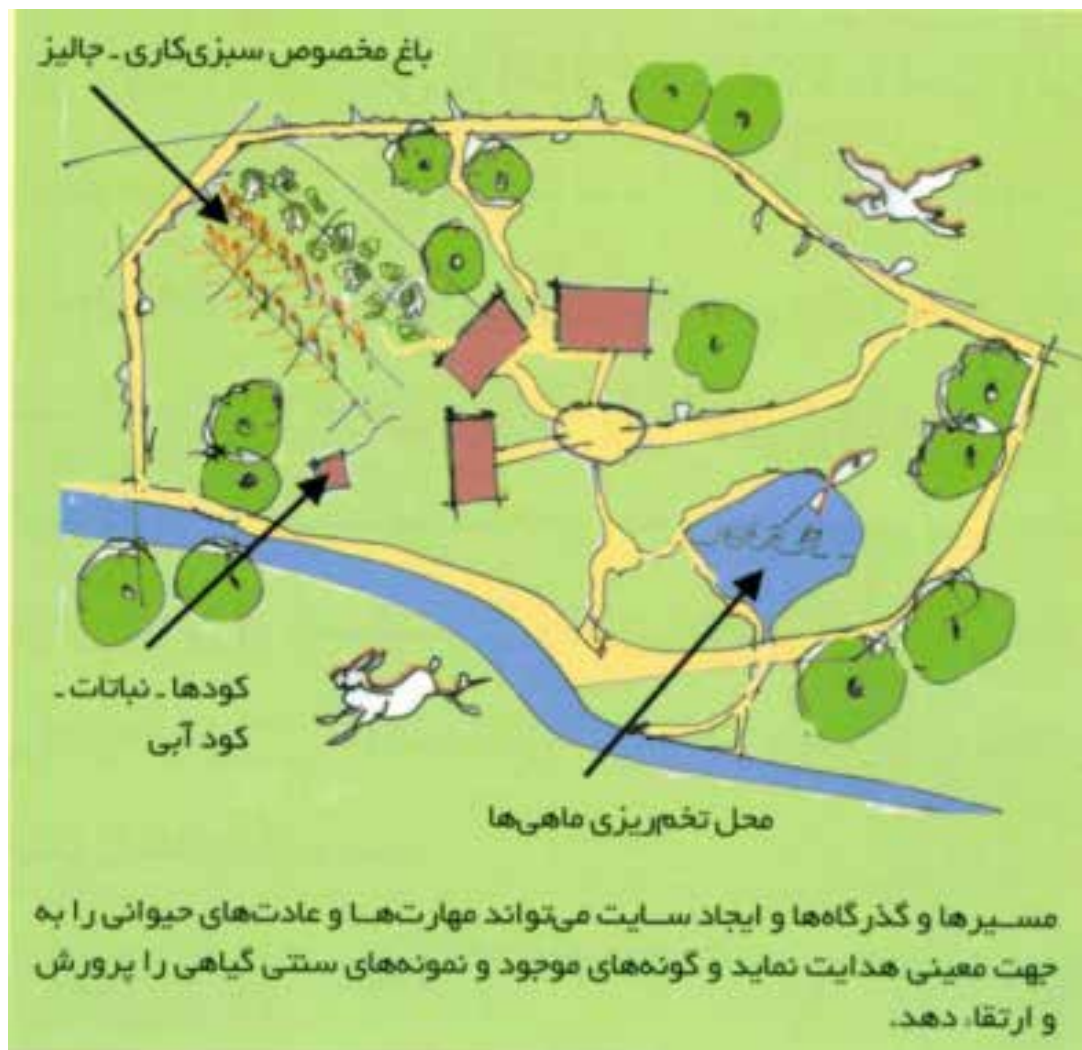 باغ مخصوص سبزی‌کاری ـ جالیز
کودها ـ نباتات ـ
کود آبی
محل تخم‌ریزی ماهی‌ها
مسیرها و گذرگاه‌ها و ایجاد سایت می‌تواند مهارت‌ها و عادت‌های حیوانی را به
جهت معینی هدایت نماید و گونه‌های موجود و نمونه‌های سنتی گیاهی را پرورش
و ارتقاء دهد.